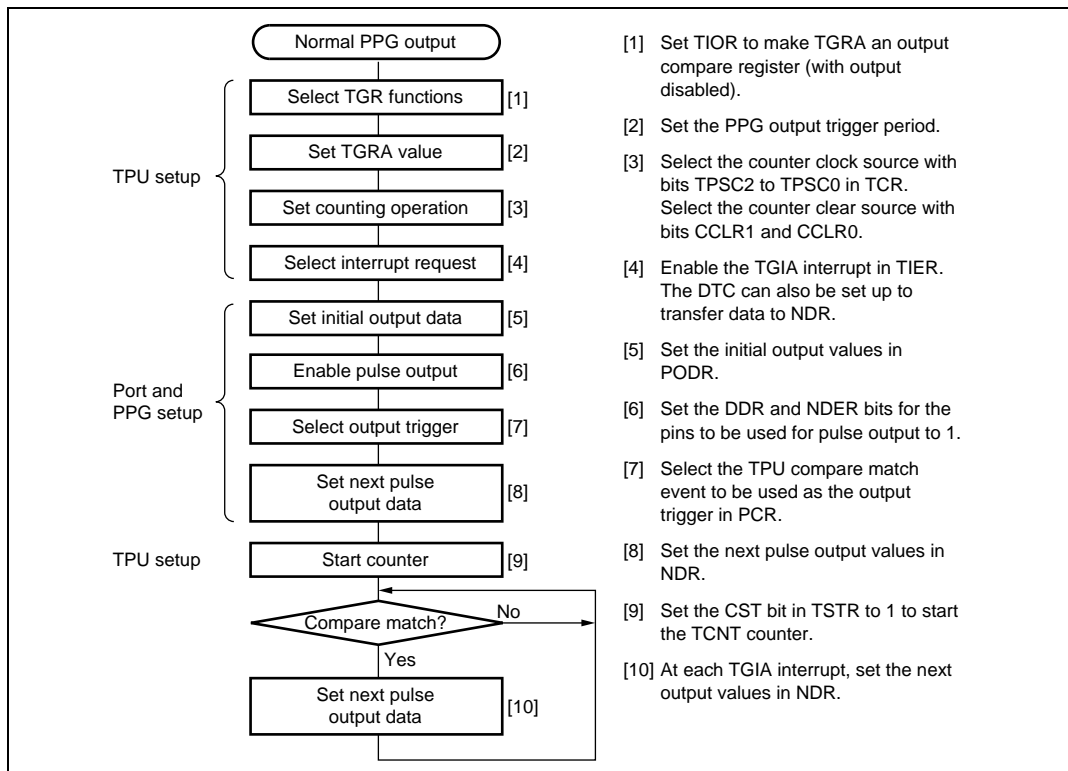 Normal PPG output
Select TGR functions [1]
Set TGRA value [2]
TPU setup
Set counting operation [3]
Select interrupt request [4]
Set initial output data [5]
Enable pulse output [6]
Port and
PPG setup
Select output trigger [7]
Set next pulse
output data [8]
TPU setup
Start counter [9]
Compare match?
No
Yes
Set next pulse
output data [10]
[1] Set TIOR to make TGRA an output
compare register (with output
disabled).
[2] Set the PPG output trigger period.
[3] Select the counter clock source with
bits TPSC2 to TPSC0 in TCR.
Select the counter clear source with
bits CCLR1 and CCLR0.
[4] Enable the TGIA interrupt in TIER.
The DTC can also be set up to
transfer data to NDR.
[5] Set the initial output values in
PODR.
[6] Set the DDR and NDER bits for the
pins to be used for pulse output to 1.
[7] Select the TPU compare match
event to be used as the output
trigger in PCR.
[8] Set the next pulse output values in
NDR.
[9] Set the CST bit in TSTR to 1 to start
the TCNT counter.
[10] At each TGIA interrupt, set the next
output values in NDR.